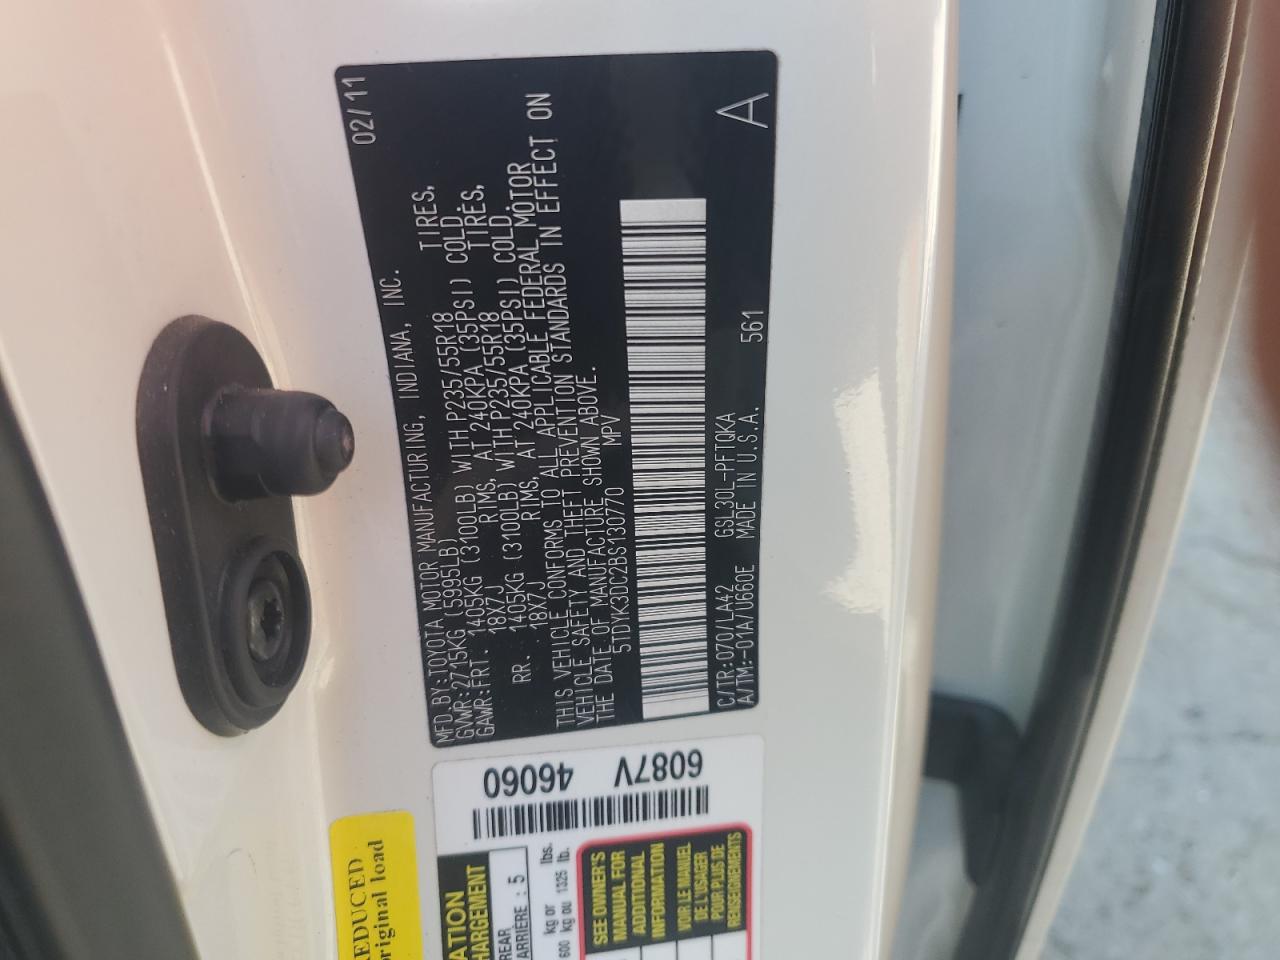 02/11
MFD.BY:TOYOTA MOTOR MANUFACTURING, INDIANA, INC.
GVWR:2715KG (5995LB)
GAWR:FRT. 1405KG (3100LB) WITH P235/55R18 TIRES,
18X7J RIMS, AT 240KPA (35PSI) COLD.
RR. 1405KG (3100LB) WITH P235/55R18 TIRES,
18X7J RIMS, AT 240KPA (35PSI) COLD.
THIS VEHICLE CONFORMS TO ALL APPLICABLE FEDERAL MOTOR
VEHICLE SAFETY AND THEFT PREVENTION STANDARDS IN EFFECT ON
THE DATE OF MANUFACTURE SHOWN ABOVE.
5TDYK3DC2BS130770 MPV
C/TR:070/LA42 GSL30L-PFTQKA
A/TM:-01A/U660E MADE IN U.S.A. 561
A
46060
6087V
REDUCED
original load
REAR
ARRIÈRE : 5
600 kg or lbs.
kg ou 1325 lb.
SEE OWNER'S
MANUAL FOR
ADDITIONAL
INFORMATION
VOIR LE MANUEL
DE L'USAGER
POUR PLUS DE
RENSEIGNEMENTS